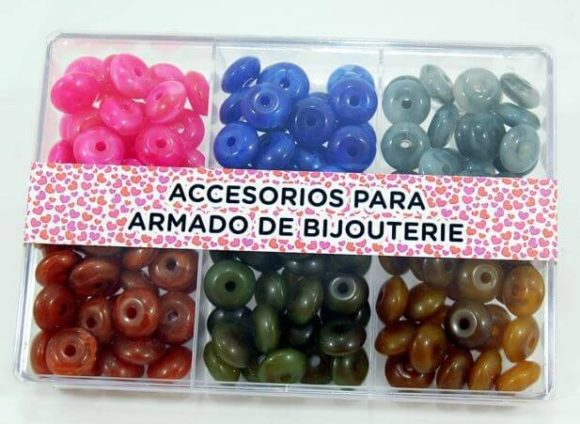 ACCESORIOS PARA
ARMADO DE BIJOUTERIE